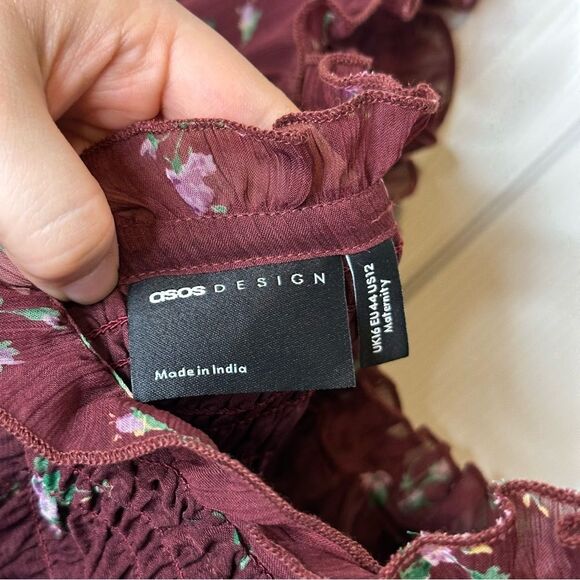 asos DESIGN
Made in India
UK16 EU44 US12
Maternity